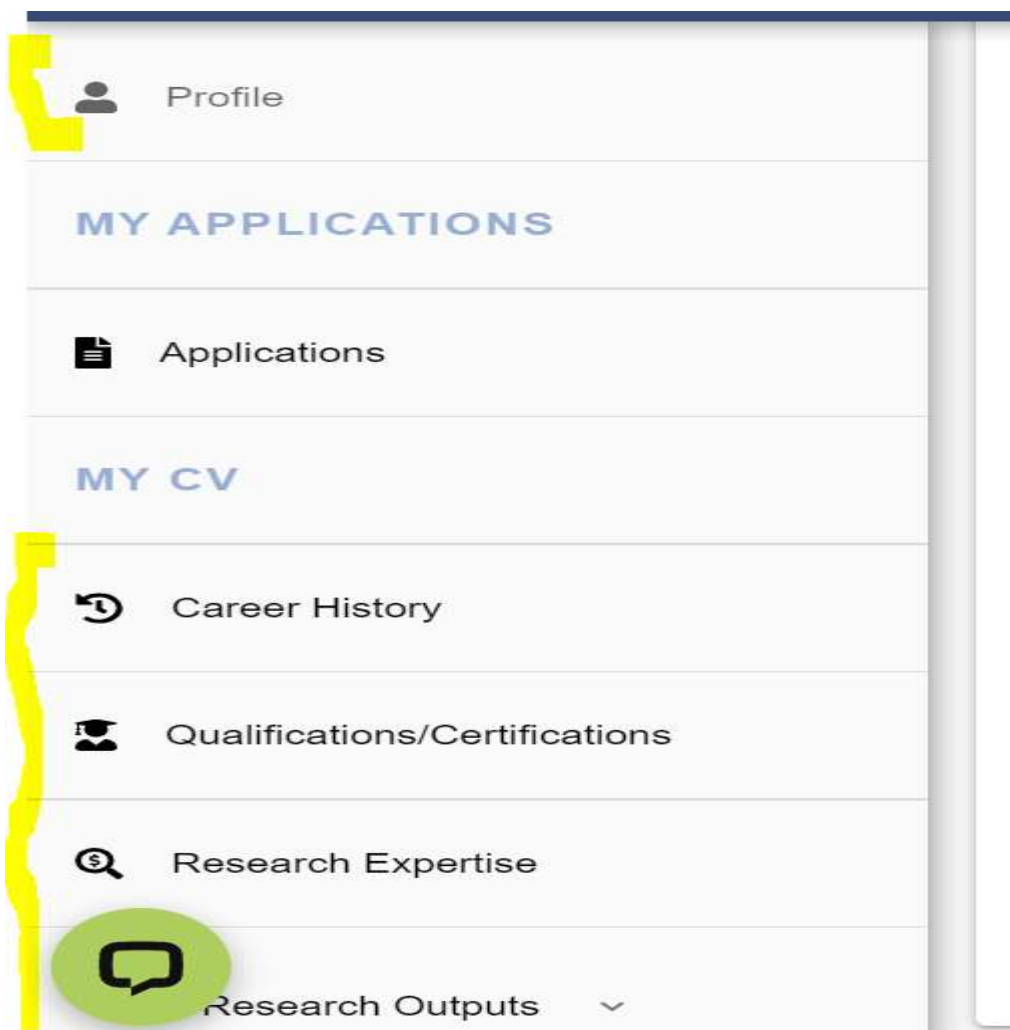 Profile
MY APPLICATIONS
Applications
MY CV
Career History
Qualifications/Certifications
Research Expertise
Research Outputs